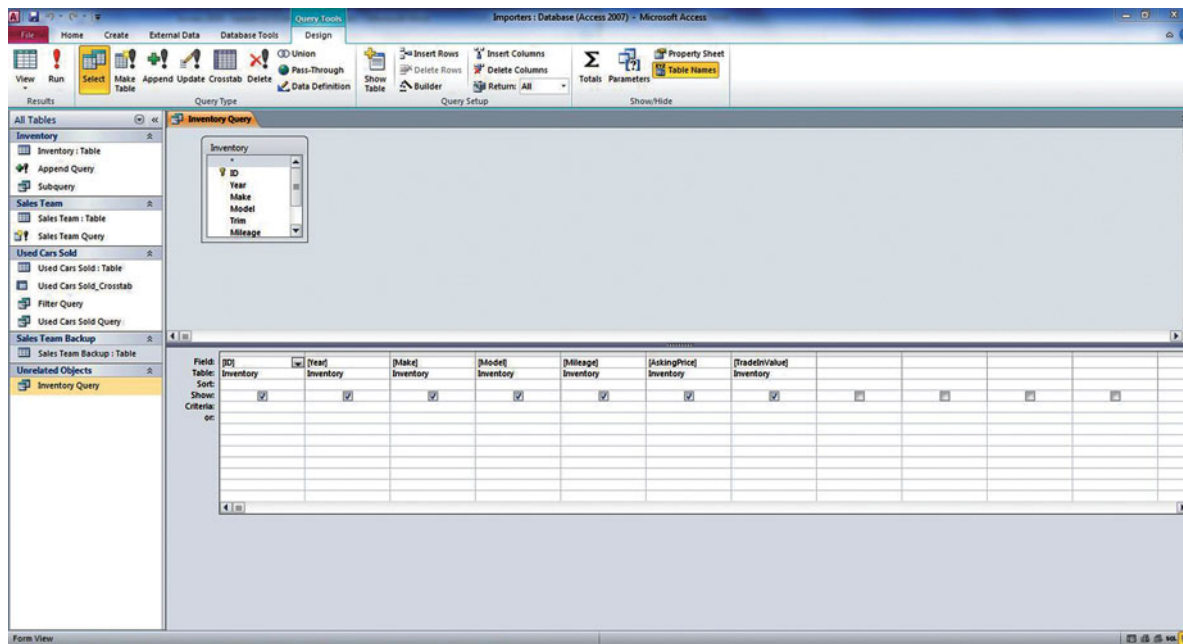 Importers : Database (Access 2007) - Microsoft Access
Query Tools
File Home Create External Data Database Tools Design
View
Run
Results
Select
Make Table
Append
Update
Crosstab
Delete
Union
Pass-Through
Data Definition
Query Type
Show Table
Insert Rows
Delete Rows
Builder
Insert Columns
Delete Columns
Return: All
Query Setup
Totals
Parameters
Property Sheet
Table Names
Show/Hide
All Tables
Inventory
Inventory : Table
Append Query
Subquery
Sales Team
Sales Team : Table
Sales Team Query
Used Cars Sold
Used Cars Sold : Table
Used Cars Sold_Crosstab
Filter Query
Used Cars Sold Query
Sales Team Backup
Sales Team Backup : Table
Unrelated Objects
Inventory Query
Inventory Query
Inventory
*
ID
Year
Make
Model
Trim
Mileage
Field: [ID] [Year] [Make] [Model] [Mileage] [AskingPrice] [TradeInValue]
Table: Inventory Inventory Inventory Inventory Inventory Inventory Inventory
Sort:
Show:
Criteria:
or:
Form View
SQL